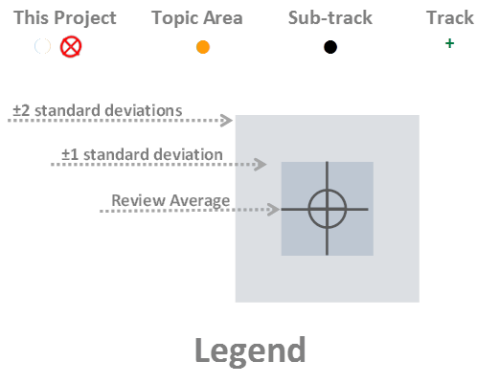 This Project Topic Area Sub-track Track
+
±2 standard deviations
±1 standard deviation
Review Average
Legend